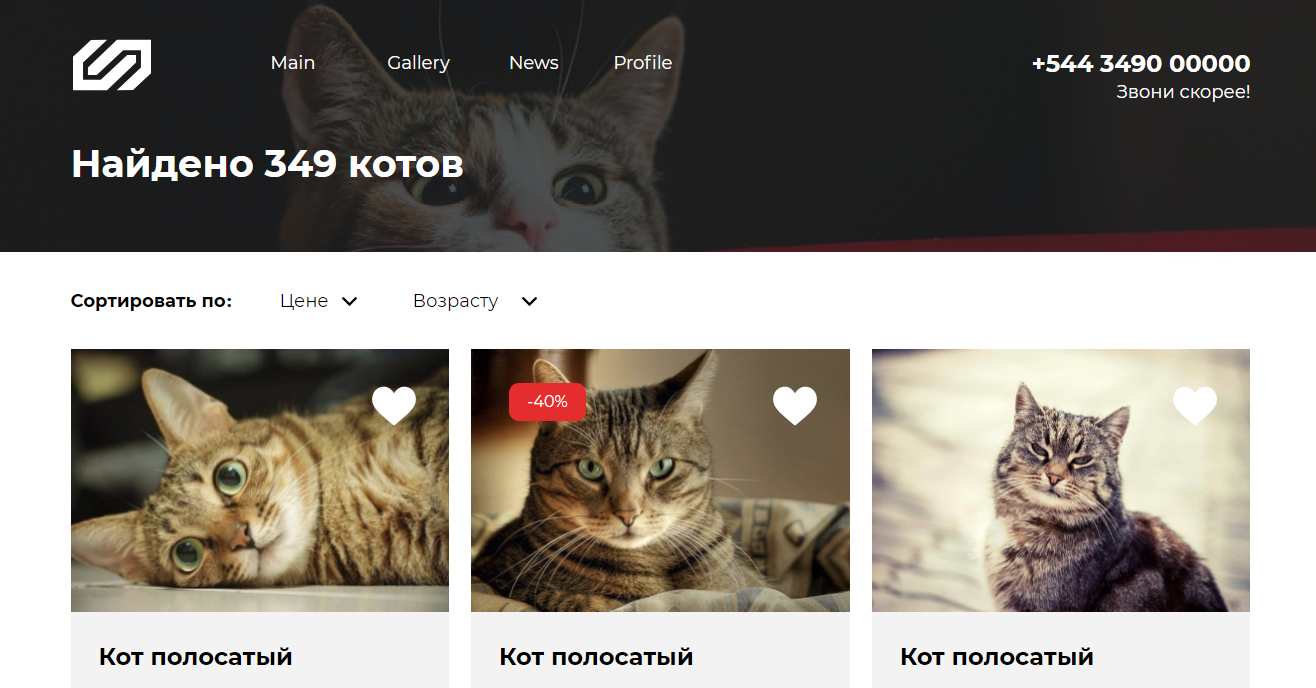 Main Gallery News Profile
+544 3490 00000
Звони скорее!
Найдено 349 котов
Сортировать по: Цене Возрасту
-40%
Кот полосатый
Кот полосатый
Кот полосатый